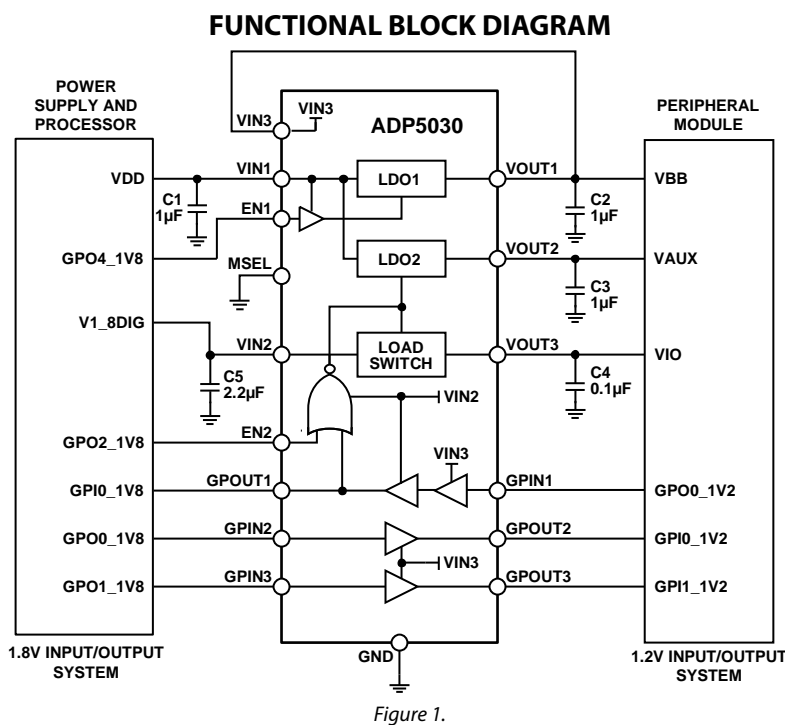 FUNCTIONAL BLOCK DIAGRAM
POWER
SUPPLY AND
PROCESSOR
VIN3
VIN3
ADP5030
PERIPHERAL
MODULE
VDD
VIN1
LDO1
VOUT1
VBB
C1
1µF
C2
1µF
EN1
GPO4_1V8
MSEL
LDO2
VOUT2
VAUX
C3
1µF
V1_8DIG
VIN2
LOAD
SWITCH
VOUT3
VIO
C5
2.2µF
C4
0.1µF
VIN2
GPO2_1V8
EN2
VIN3
GPI0_1V8
GPOUT1
GPIN1
GPO0_1V2
GPO0_1V8
GPIN2
GPOUT2
GPI0_1V2
VIN3
GPO1_1V8
GPIN3
GPOUT3
GPI1_1V2
1.8V INPUT/OUTPUT
SYSTEM
GND
1.2V INPUT/OUTPUT
SYSTEM
Figure 1.